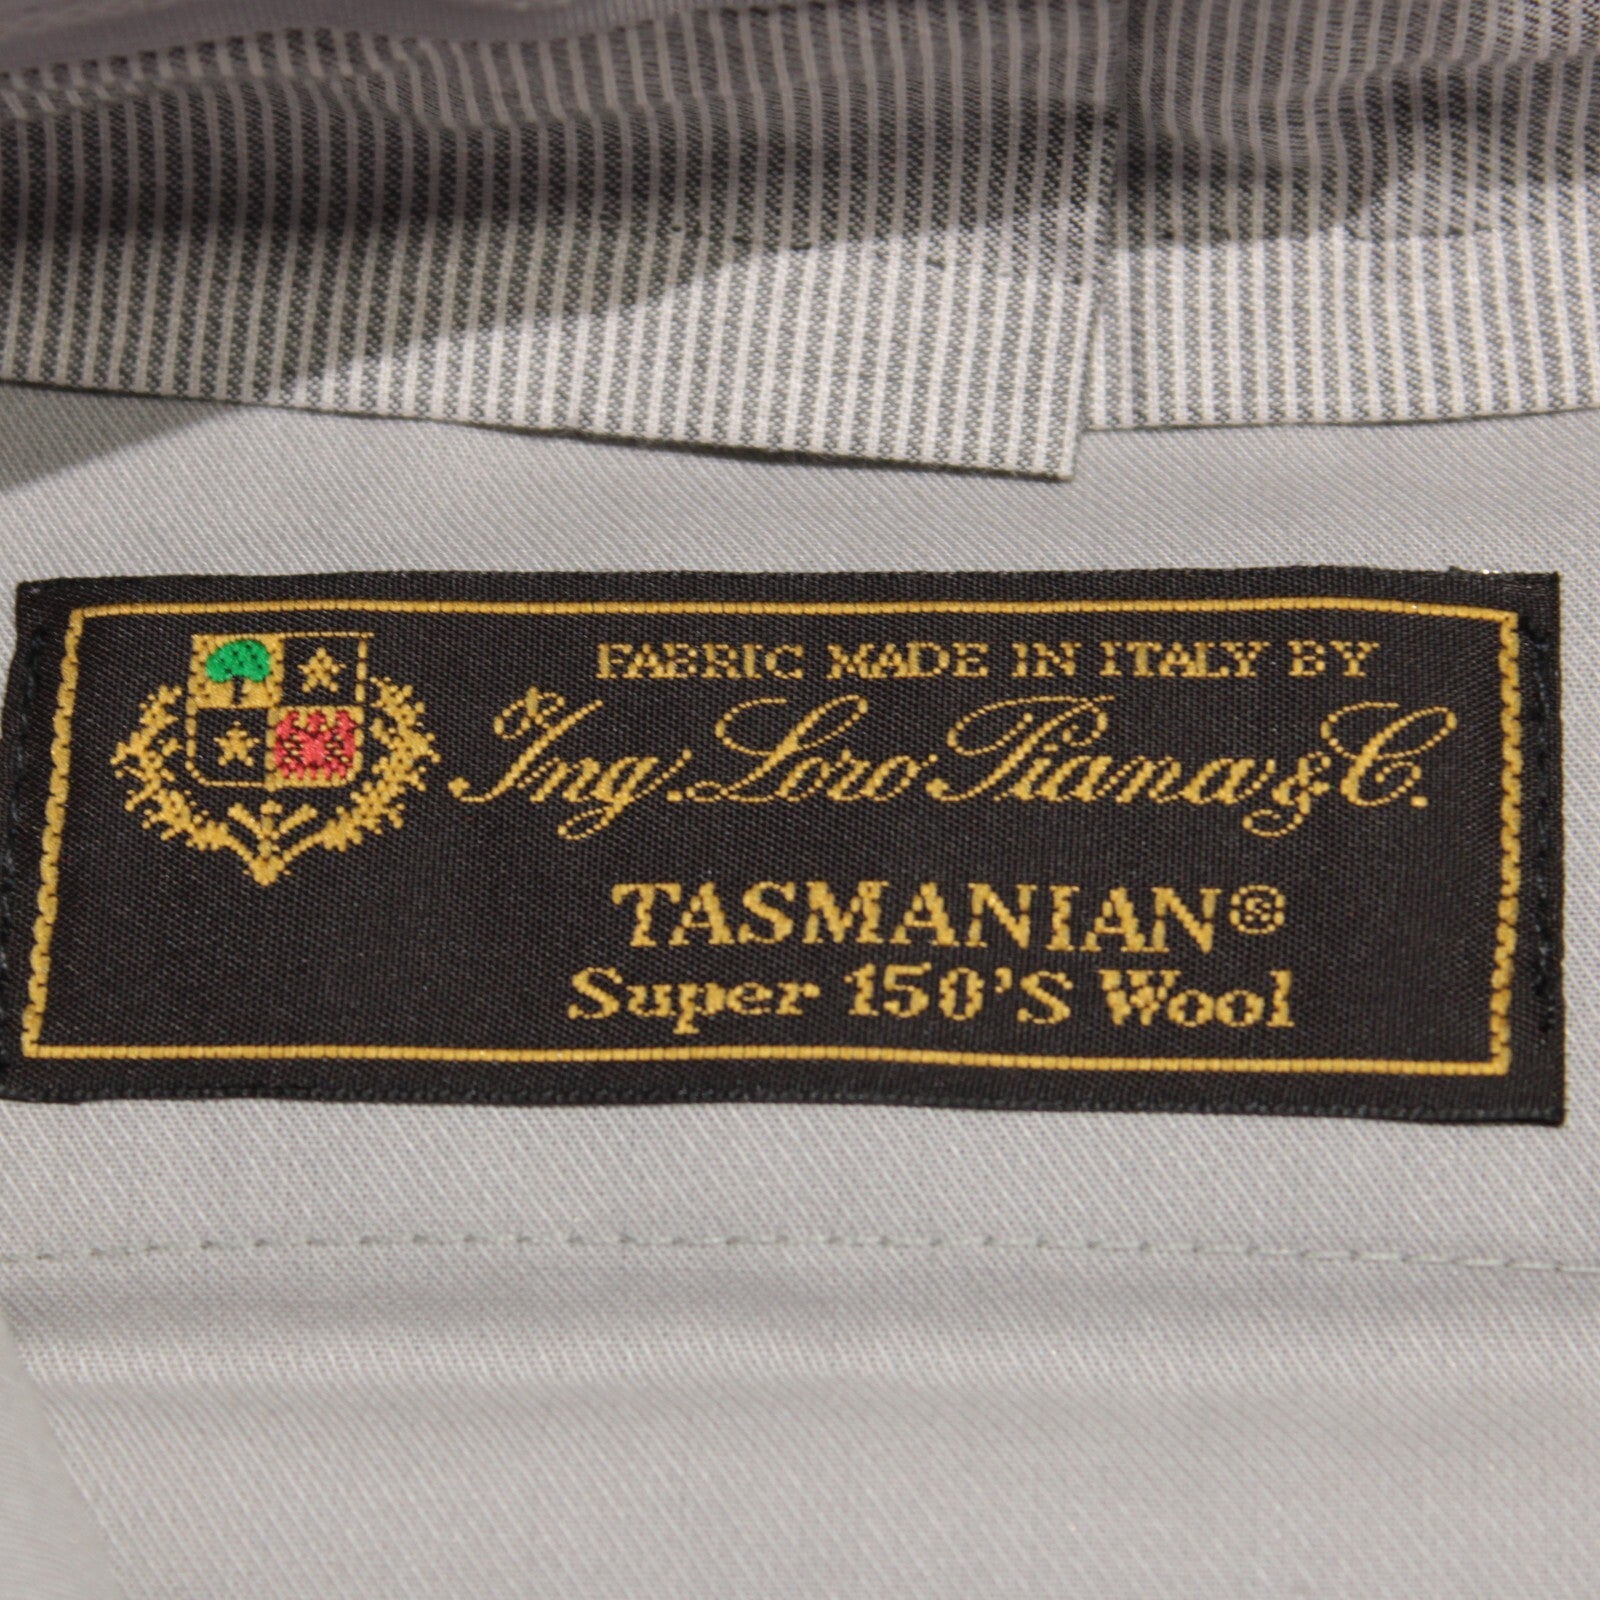 FABRIC MADE IN ITALY BY
Ing. Loro Piana & C.
TASMANIAN®
Super 150'S Wool